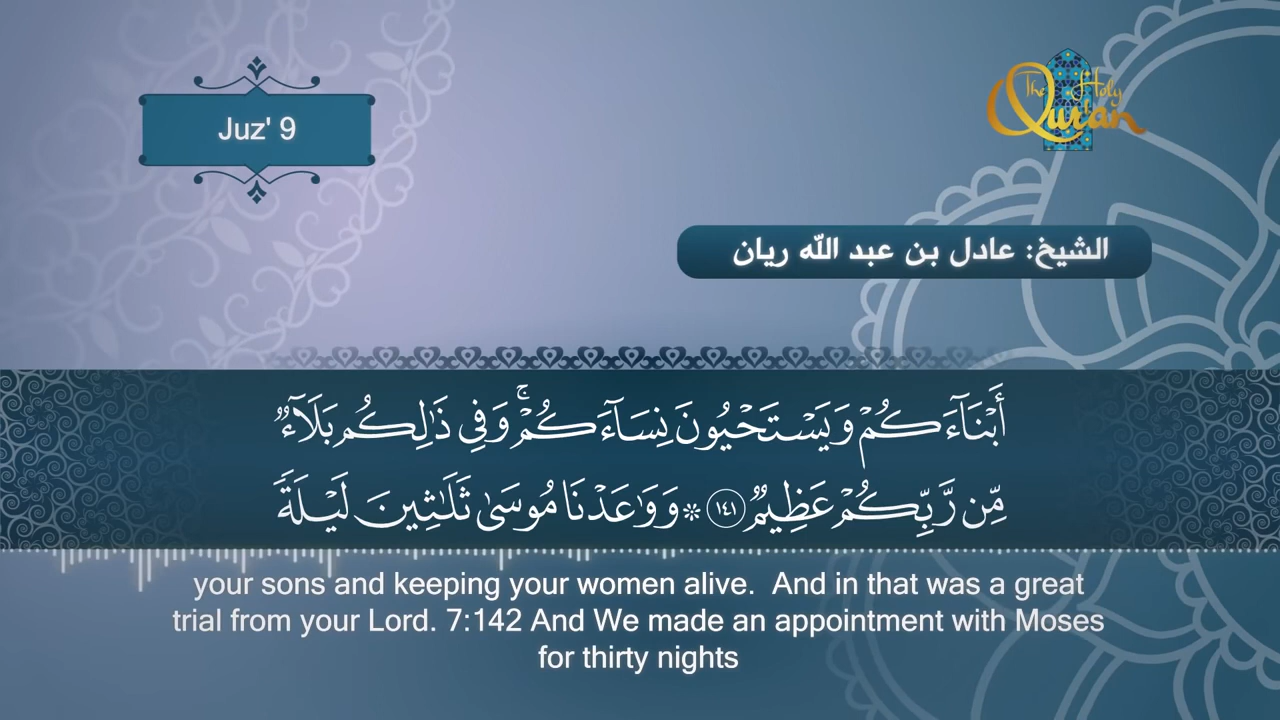 Juz' 9
The Holy Qur'an
الشيخ: عادل بن عبد الله ريان
أَبْنَآءَكُمْ وَيَسْتَحْيُونَ نِسَآءَكُمْۚ وَفِى ذَٰلِكُم بَلَآءٌ
مِّن رَّبِّكُمْ عَظِيمٌ ١٤١ * وَوَٰعَدْنَا مُوسَىٰ ثَلَٰثِينَ لَيْلَةً
your sons and keeping your women alive. And in that was a great
trial from your Lord. 7:142 And We made an appointment with Moses
for thirty nights